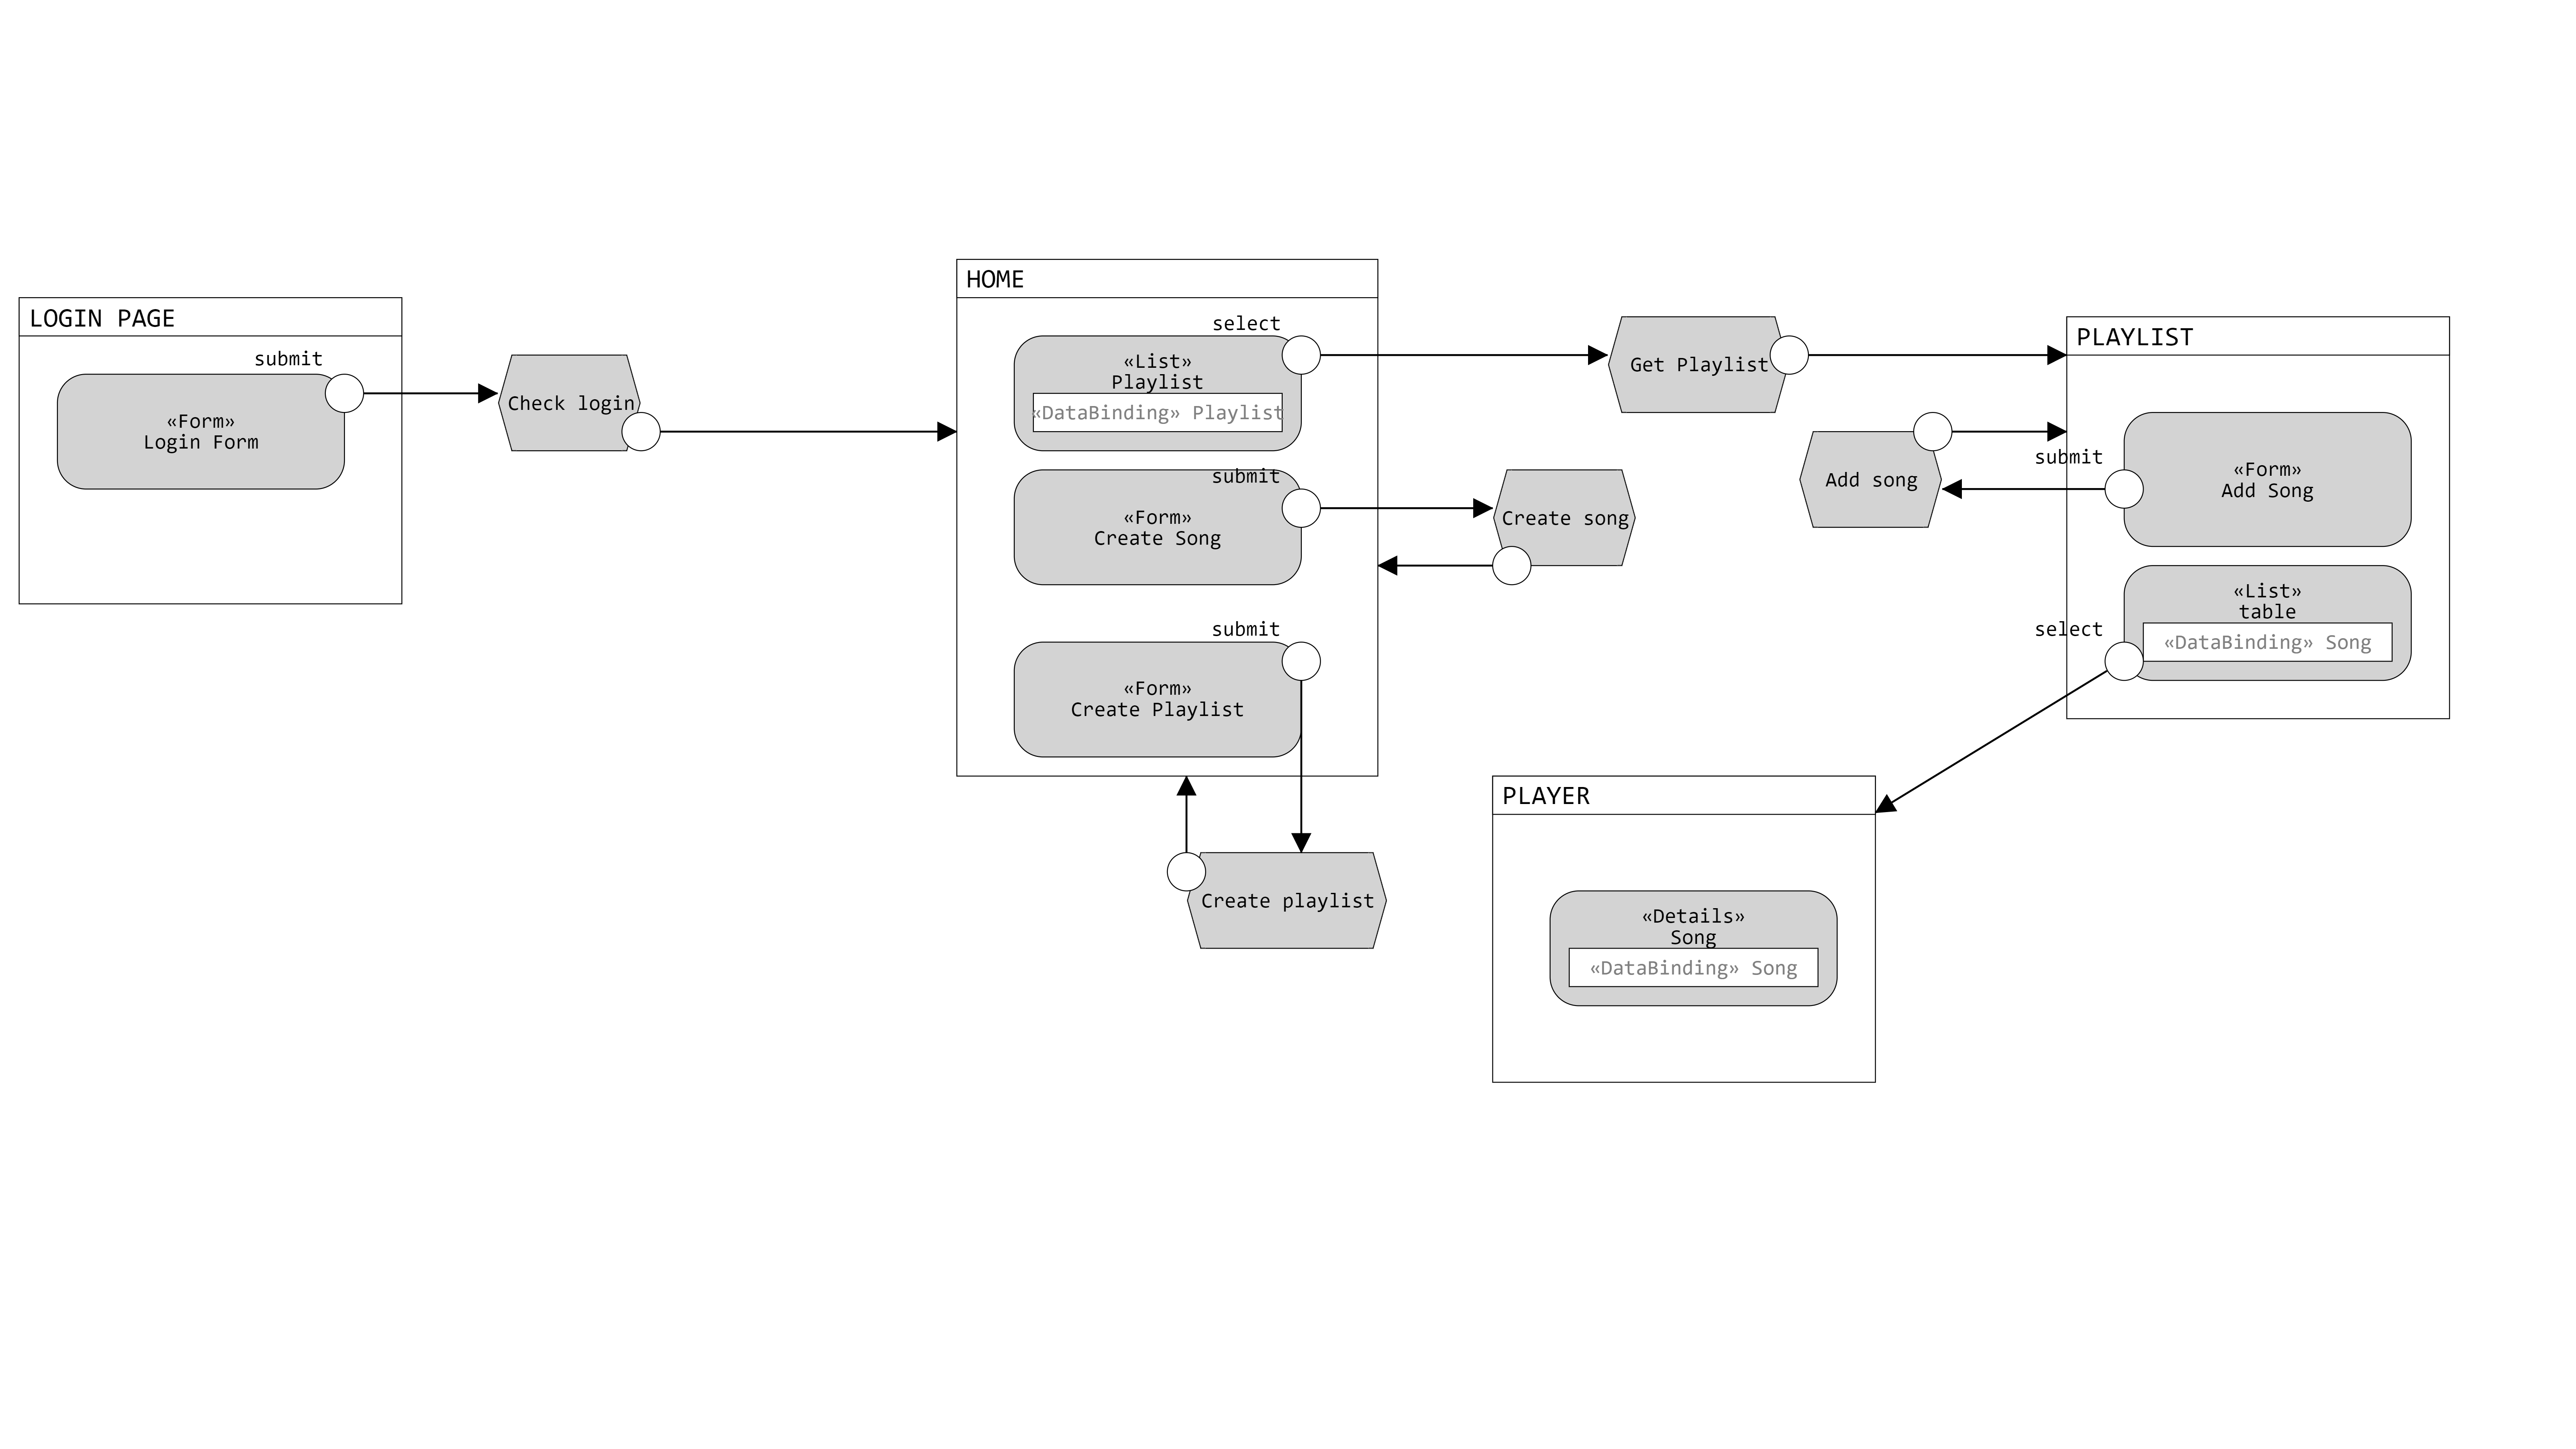 LOGIN PAGE
submit
«Form»
Login Form
Check login
HOME
select
«List»
Playlist
«DataBinding» Playlist
submit
«Form»
Create Song
Create song
submit
«Form»
Create Playlist
Create playlist
Get Playlist
PLAYLIST
Add song
submit
«Form»
Add Song
«List»
table
select
«DataBinding» Song
PLAYER
«Details»
Song
«DataBinding» Song